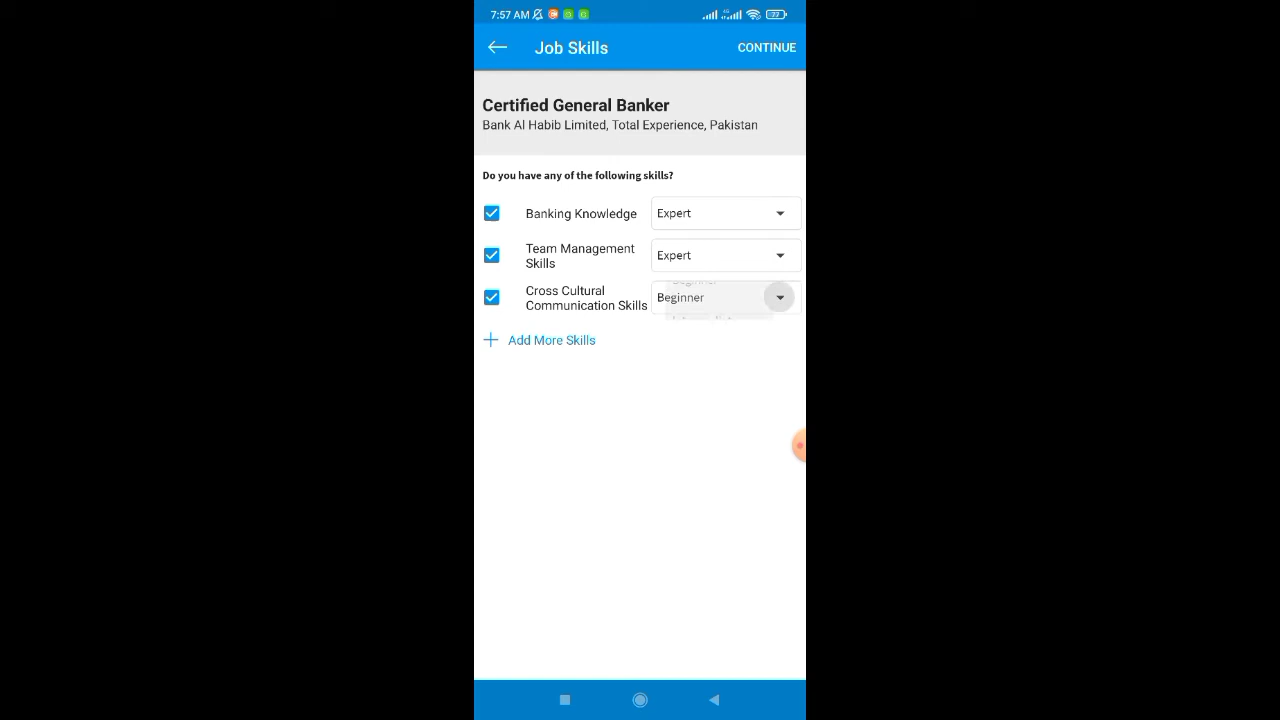 7:57 AM
4G
77
Job Skills
CONTINUE
Certified General Banker
Bank Al Habib Limited, Total Experience, Pakistan
Do you have any of the following skills?
Banking Knowledge
Expert
Team Management
Skills
Expert
Cross Cultural
Communication Skills
Beginner
Add More Skills